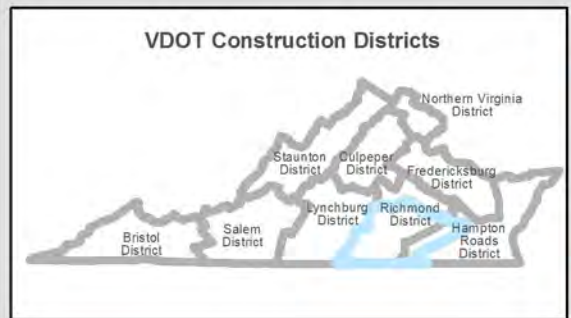 VDOT Construction Districts
Northern Virginia
District
Staunton
District
Culpeper
District
Fredericksburg
District
Lynchburg
District
Richmond
District
Hampton
Roads
District
Salem
District
Bristol
District